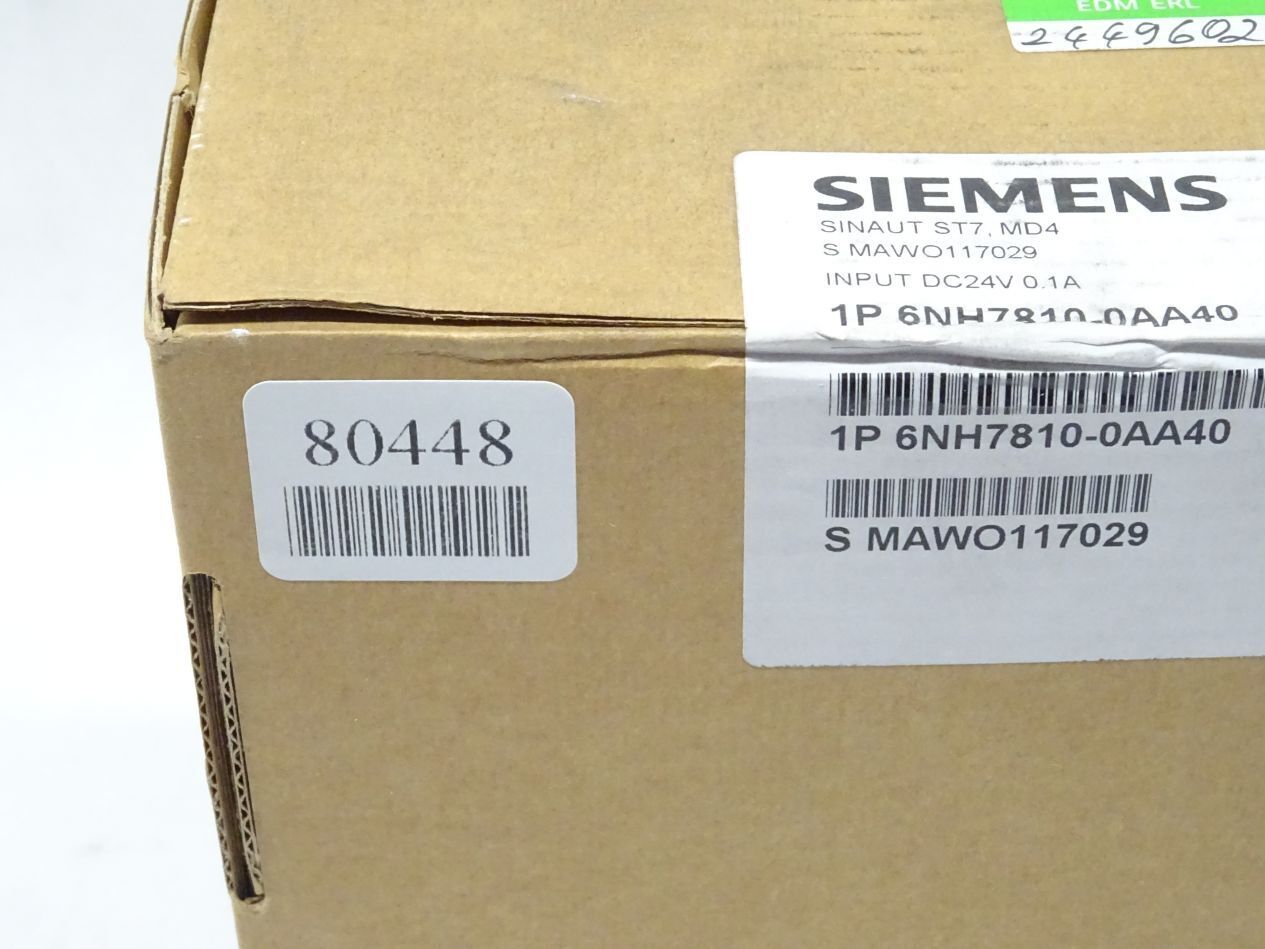 EDM ERL
2449602
SIEMENS
SINAUT ST7, MD4
S MAWO117029
INPUT DC24V 0.1A
1P 6NH7810-0AA40
1P 6NH7810-0AA40
S MAWO117029
80448